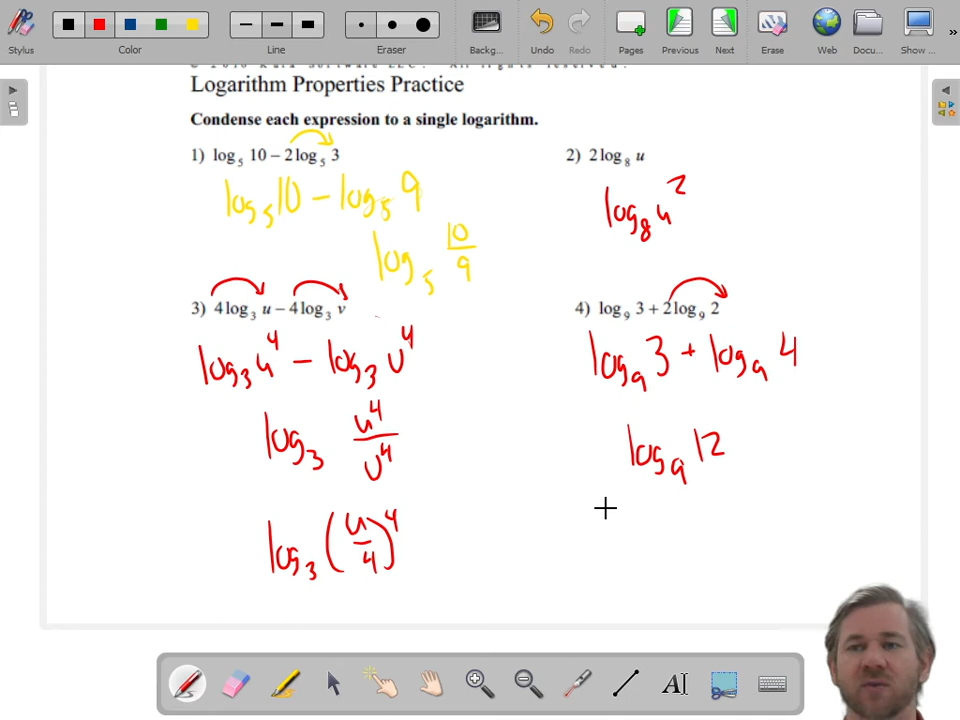 Stylus Color Line Eraser Backg... Undo Redo Pages Previous Next Erase Web Docu... Show ... »
Logarithm Properties Practice
Condense each expression to a single logarithm.
1) log₅ 10 – 2log₅ 3
log₅ 10 – log₅ 9
log₅ 10/9
2) 2log₈ u
log₈ u²
3) 4log₃ u – 4log₃ v
log₃ u⁴ – log₃ v⁴
log₃ u⁴/v⁴
log₃ (u/4)⁴
4) log₉ 3 + 2log₉ 2
log₉ 3 + log₉ 4
log₉ 12